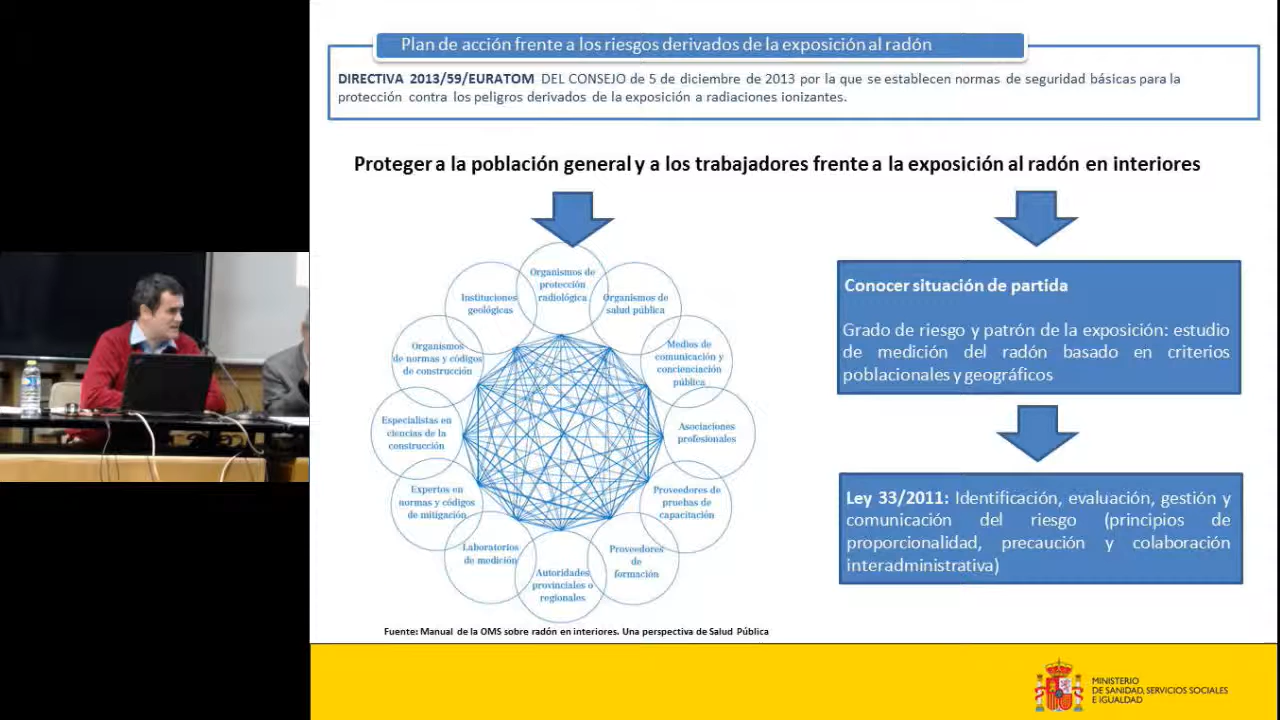 Plan de acción frente a los riesgos derivados de la exposición al radón
DIRECTIVA 2013/59/EURATOM DEL CONSEJO de 5 de diciembre de 2013 por la que se establecen normas de seguridad básicas para la
protección contra los peligros derivados de la exposición a radiaciones ionizantes.
Proteger a la población general y a los trabajadores frente a la exposición al radón en interiores
Organismos de
protección
radiológica
Organismos de
salud pública
Medios de
comunicación y
concienciación
pública
Asociaciones
profesionales
Proveedores de
pruebas de
capacitación
Proveedores
de
formación
Autoridades
provinciales o
regionales
Laboratorios
de medición
Expertos en
normas y códigos
de mitigación
Especialistas en
ciencias de la
construcción
Organismos
de normas y códigos
de construcción
Instituciones
geológicas
Fuente: Manual de la OMS sobre radón en interiores. Una perspectiva de Salud Pública
Conocer situación de partida
Grado de riesgo y patrón de la exposición: estudio
de medición del radón basado en criterios
poblacionales y geográficos
Ley 33/2011: Identificación, evaluación, gestión y
comunicación del riesgo (principios de
proporcionalidad, precaución y colaboración
interadministrativa)
MINISTERIO
DE SANIDAD, SERVICIOS SOCIALES
E IGUALDAD